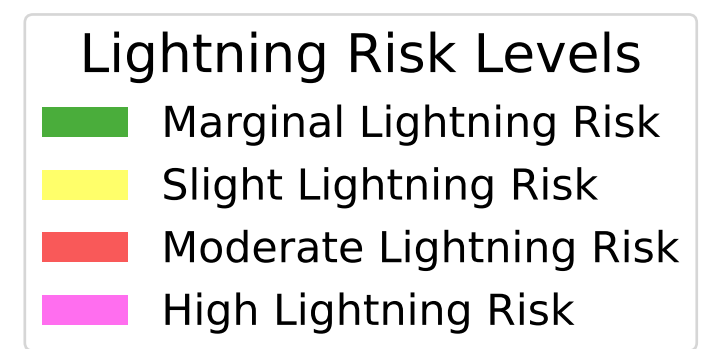 Lightning Risk Levels
Marginal Lightning Risk
Slight Lightning Risk
Moderate Lightning Risk
High Lightning Risk